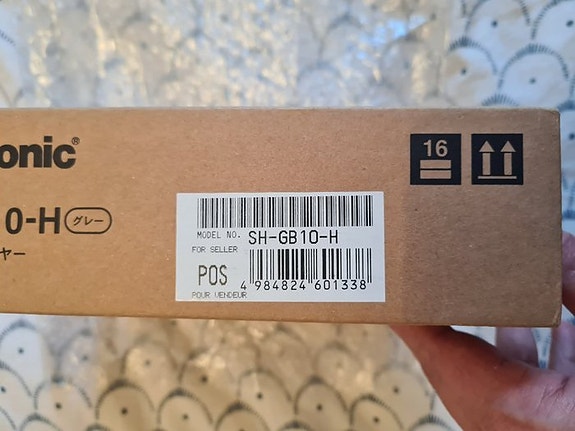 onic®
16
0-H グレー
ヤー
MODEL NO. SH-GB10-H
FOR SELLER
POS
4 984824 601338
POUR VENDEUR